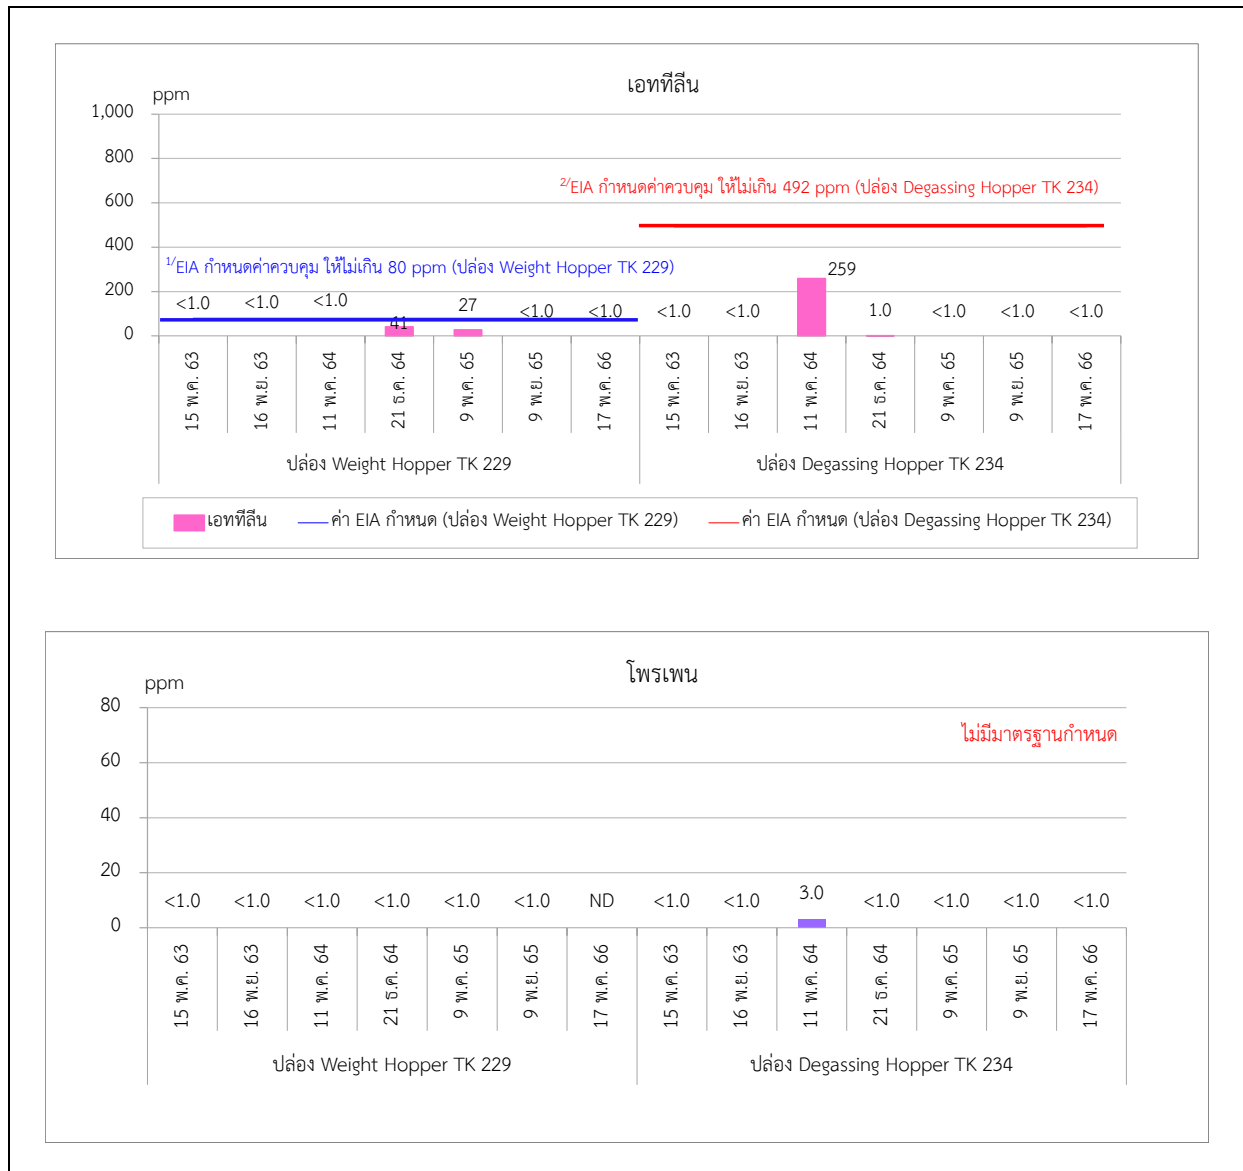 เอททีลีน
ppm
1,000
800
600
400
200
0
2/EIA กำหนดค่าควบคุม ให้ไม่เกิน 492 ppm (ปล่อง Degassing Hopper TK 234)
1/EIA กำหนดค่าควบคุม ให้ไม่เกิน 80 ppm (ปล่อง Weight Hopper TK 229)
<1.0 <1.0 <1.0 41 27 <1.0 <1.0 <1.0 <1.0 259 1.0 <1.0 <1.0 <1.0
15 พ.ค. 63 16 พ.ย. 63 11 พ.ค. 64 21 ธ.ค. 64 9 พ.ค. 65 9 พ.ย. 65 17 พ.ค. 66 15 พ.ค. 63 16 พ.ย. 63 11 พ.ค. 64 21 ธ.ค. 64 9 พ.ค. 65 9 พ.ย. 65 17 พ.ค. 66
ปล่อง Weight Hopper TK 229 ปล่อง Degassing Hopper TK 234
เอททีลีน ค่า EIA กำหนด (ปล่อง Weight Hopper TK 229) ค่า EIA กำหนด (ปล่อง Degassing Hopper TK 234)
โพรเพน
ppm
80
60
40
20
0
ไม่มีมาตรฐานกำหนด
<1.0 <1.0 <1.0 <1.0 <1.0 <1.0 ND <1.0 <1.0 3.0 <1.0 <1.0 <1.0 <1.0
15 พ.ค. 63 16 พ.ย. 63 11 พ.ค. 64 21 ธ.ค. 64 9 พ.ค. 65 9 พ.ย. 65 17 พ.ค. 66 15 พ.ค. 63 16 พ.ย. 63 11 พ.ค. 64 21 ธ.ค. 64 9 พ.ค. 65 9 พ.ย. 65 17 พ.ค. 66
ปล่อง Weight Hopper TK 229 ปล่อง Degassing Hopper TK 234